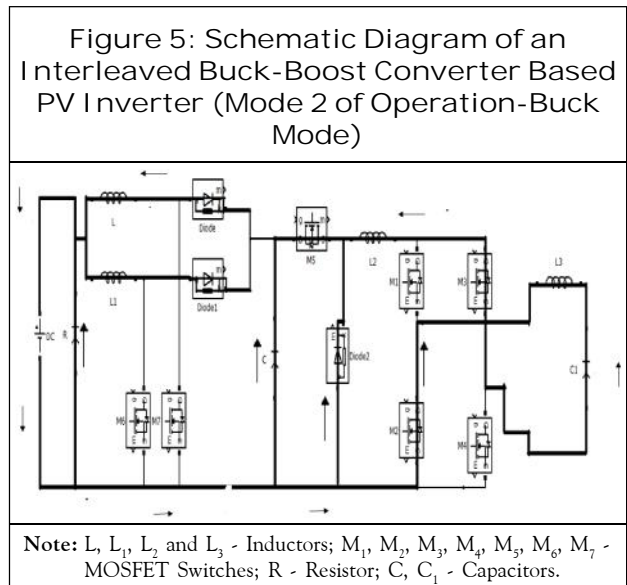 Figure 5: Schematic Diagram of an
Interleaved Buck-Boost Converter Based
PV Inverter (Mode 2 of Operation-Buck
Mode)
L
Diode
m
L1
Diode1
m
M5
L2
M1
M3
L3
DC
R
C
Diode2
C1
M6
M7
M2
M4
Note: L, L1, L2 and L3 - Inductors; M1, M2, M3, M4, M5, M6, M7 -
MOSFET Switches; R - Resistor; C, C1 - Capacitors.